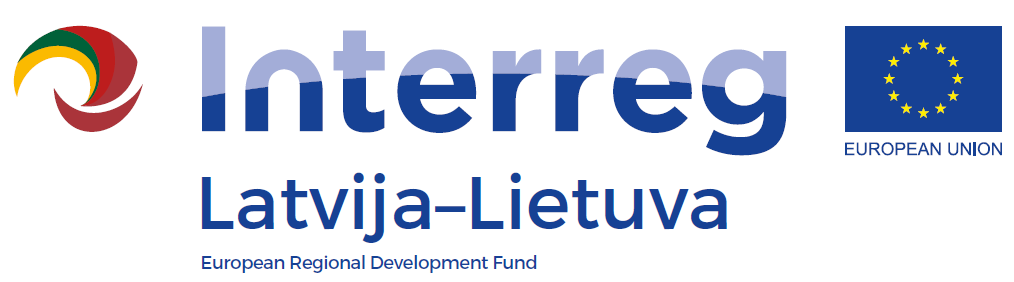 Interreg
EUROPEAN UNION
Latvija–Lietuva
European Regional Development Fund